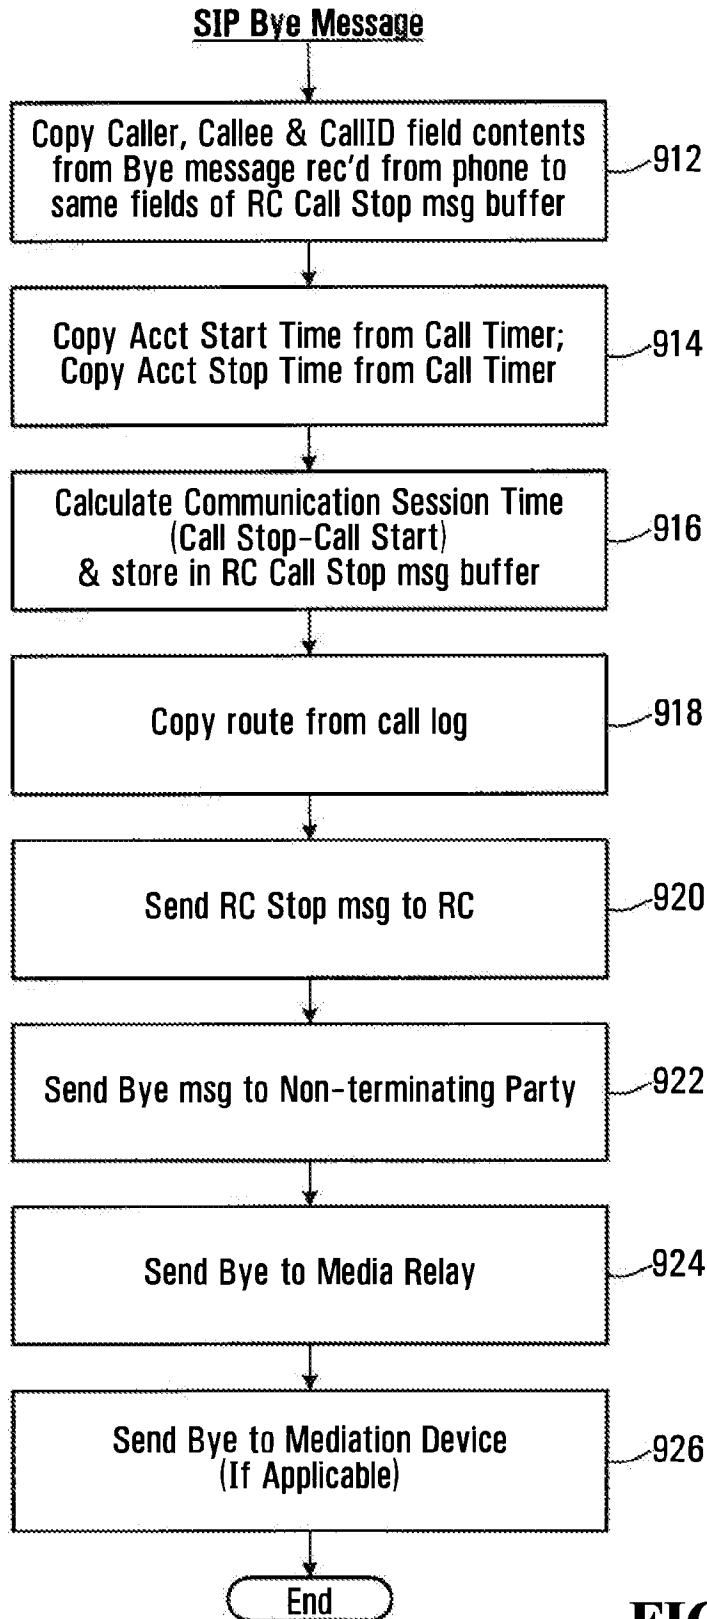 SIP Bye Message
Copy Caller, Callee & CallID field contents
from Bye message rec'd from phone to
same fields of RC Call Stop msg buffer
912
Copy Acct Start Time from Call Timer;
Copy Acct Stop Time from Call Timer
914
Calculate Communication Session Time
(Call Stop-Call Start)
& store in RC Call Stop msg buffer
916
Copy route from call log
918
Send RC Stop msg to RC
920
Send Bye msg to Non-terminating Party
922
Send Bye to Media Relay
924
Send Bye to Mediation Device
(If Applicable)
926
End